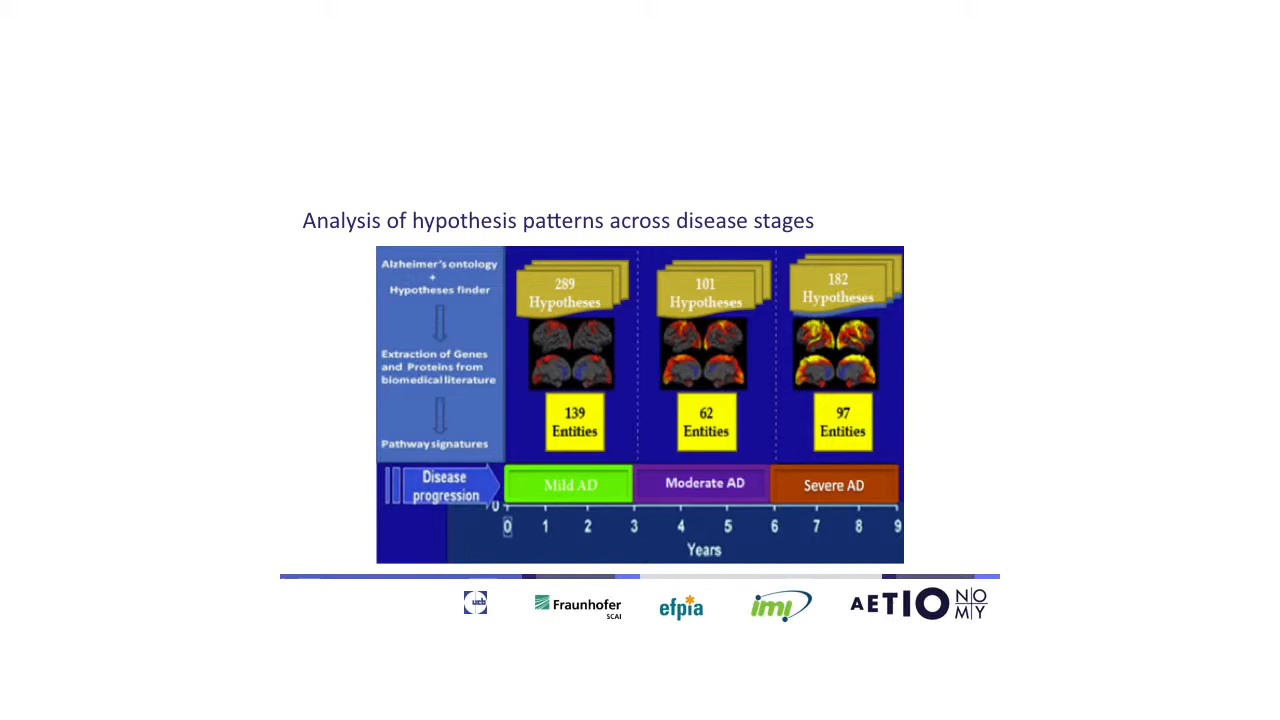 Analysis of hypothesis patterns across disease stages
Alzheimer's ontology
+
Hypotheses finder
Extraction of Genes
and Proteins from
biomedical literature
Pathway signatures
289
Hypotheses
101
Hypotheses
182
Hypotheses
139
Entities
62
Entities
97
Entities
Disease
progression
Mild AD
Moderate AD
Severe AD
0 1 2 3 4 5 6 7 8 9
Years
ucb
Fraunhofer
SCAI
efpia
imi
AETIONOMY